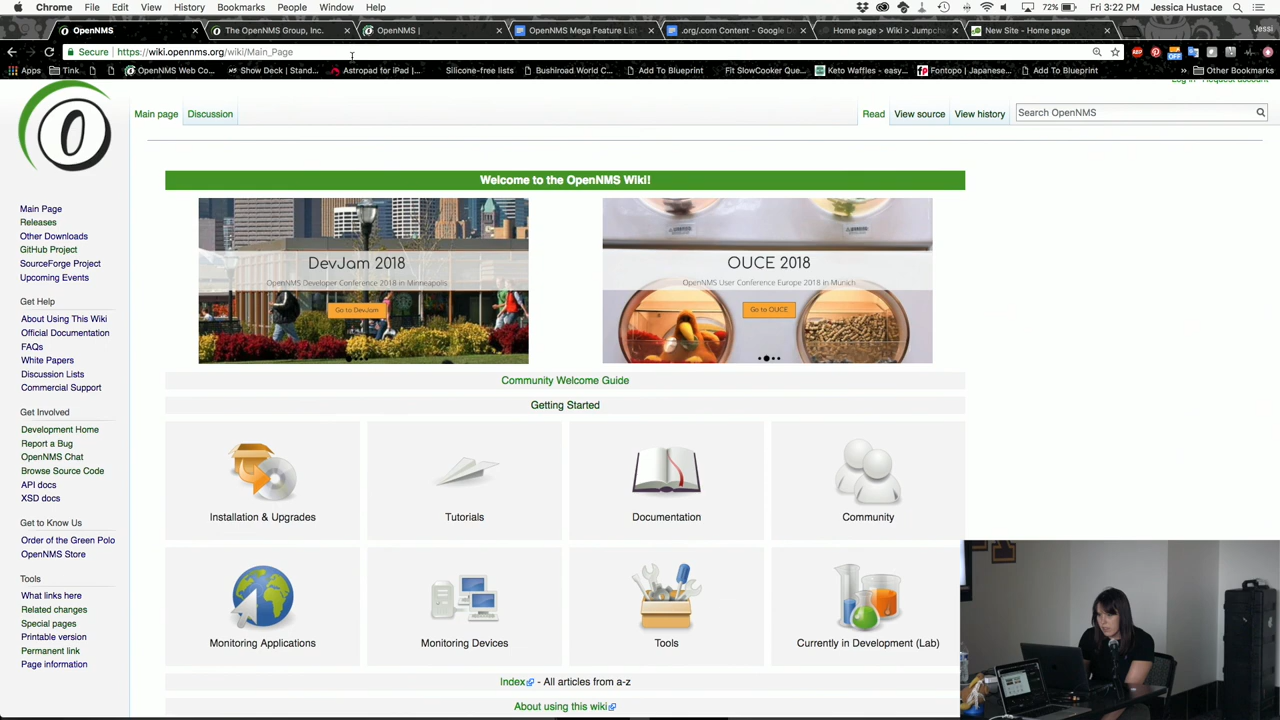 Chrome File Edit View History Bookmarks People Window Help 72% Fri 3:22 PM Jessica Hustace
OpenNMS The OpenNMS Group, Inc. OpenNMS | OpenNMS Mega Feature List - .org/.com Content - Google D Home page > Wiki > Jumpch New Site - Home page Jessi
Secure https://wiki.opennms.org/wiki/Main_Page
Apps Tink OpenNMS Web Co... Show Deck | Stand... Astropad for iPad |... Silicone-free lists Bushiroad World C... Add To Blueprint Fit SlowCooker Que... Keto Waffles - easy... Fontopo | Japanese... Add To Blueprint » Other Bookmarks
Main page Discussion Read View source View history Search OpenNMS
Main Page
Releases
Other Downloads
GitHub Project
SourceForge Project
Upcoming Events
Get Help
About Using This Wiki
Official Documentation
FAQs
White Papers
Discussion Lists
Commercial Support
Get Involved
Development Home
Report a Bug
OpenNMS Chat
Browse Source Code
API docs
XSD docs
Get to Know Us
Order of the Green Polo
OpenNMS Store
Tools
What links here
Related changes
Special pages
Printable version
Permanent link
Page information
Welcome to the OpenNMS Wiki!
DevJam 2018
OpenNMS Developer Conference 2018 in Minneapolis
Go to DevJam
OUCE 2018
OpenNMS User Conference Europe 2018 in Munich
Go to OUCE
Community Welcome Guide
Getting Started
Installation & Upgrades Tutorials Documentation Community
Monitoring Applications Monitoring Devices Tools Currently in Development (Lab)
Index - All articles from a-z
About using this wiki